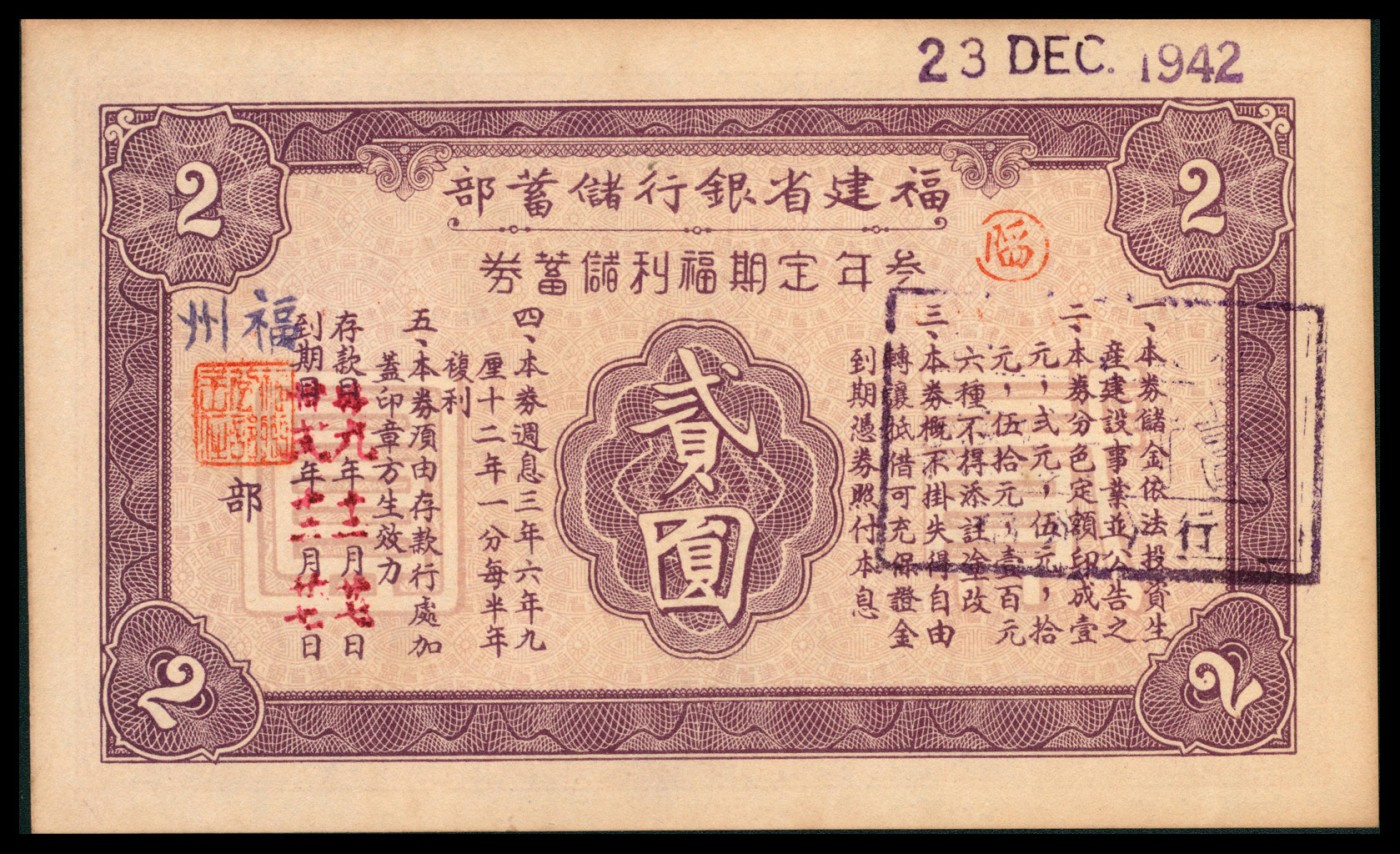 23 DEC. 1942
2
2
福建省銀行儲蓄部
叁年定期福利儲蓄券
福
一、本券儲金依法投資生
產建設事業並公告之
二、本券分色定額印成壹
元，弍元，伍元，拾
元，伍拾元，壹百元
六種不得添註塗改
三、本券概不掛失得自由
轉讓抵借可充保證金
到期憑券照付本息
行
貳圓
四、本券週息三年六年九
厘十二年一分每半年
複利
五、本券須由存款行處加
蓋印章方生效力
存款日廿九年十二月廿七日
到期日卅貳年十二月廿七日
福州
部
2
2